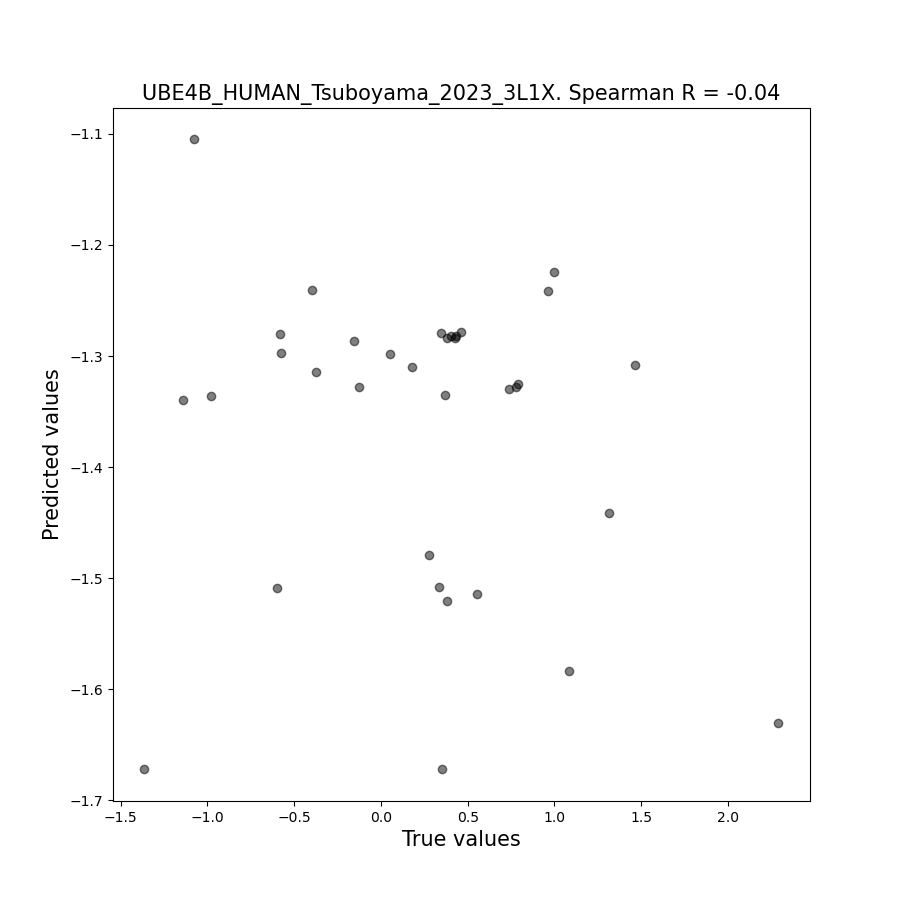 UBE4B_HUMAN_Tsuboyama_2023_3L1X. Spearman R = -0.04
−1.1
−1.2
−1.3
−1.4
−1.5
−1.6
−1.7
Predicted values
−1.5 −1.0 −0.5 0.0 0.5 1.0 1.5 2.0
True values